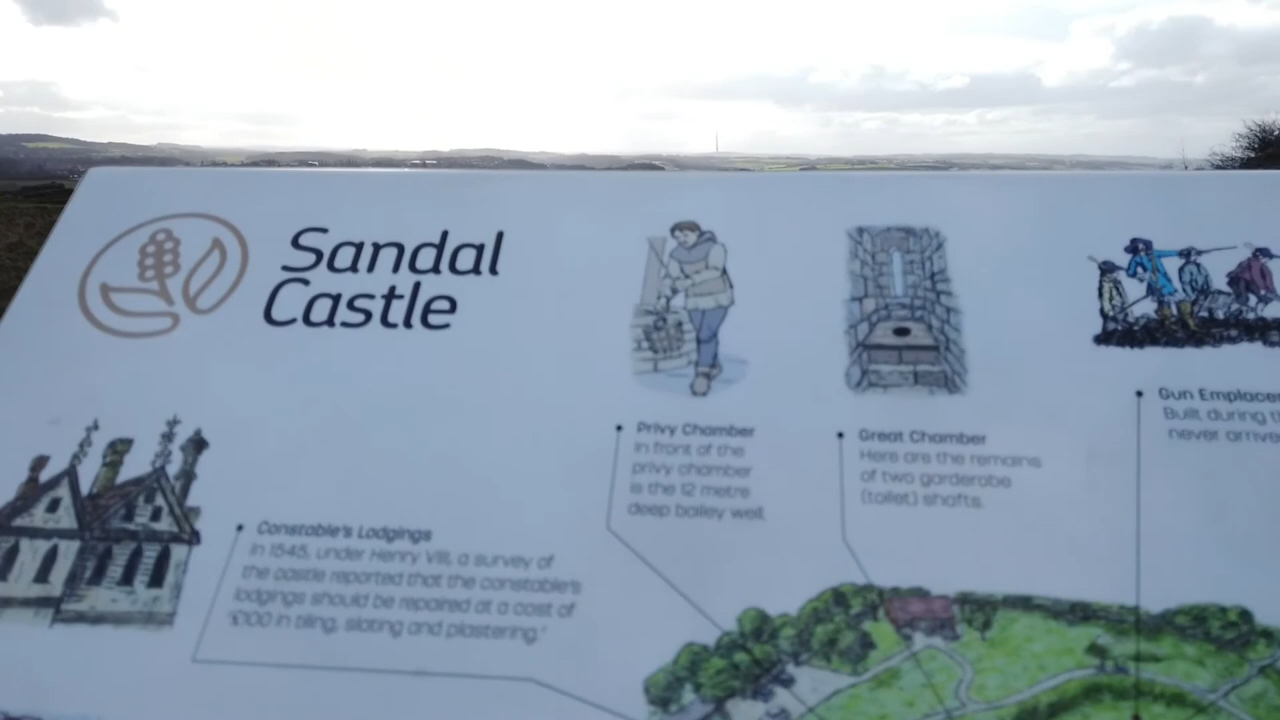 Sandal
Castle
Privy Chamber
In front of the
privy chamber
is the 12 metre
deep bailey well.
Great Chamber
Here are the remains
of two garderobe
(toilet) shafts.
Gun
Built during
never
Constable's Lodgings
In 1545, under Henry VIII, a survey of
the castle reported that the constable's
lodgings should be repaired at a cost of
'£100 in tiling, slating and plastering.'